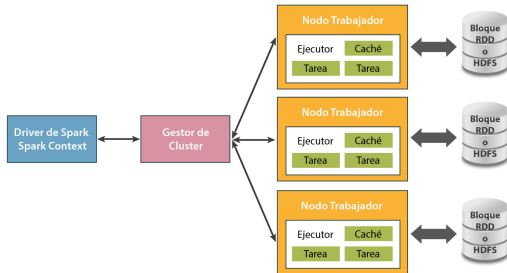 Driver de Spark
Spark Context
Gestor de
Cluster
Nodo Trabajador
Ejecutor
Caché
Tarea
Tarea
Bloque
RDD
o
HDFS
Nodo Trabajador
Ejecutor
Caché
Tarea
Tarea
Bloque
RDD
o
HDFS
Nodo Trabajador
Ejecutor
Caché
Tarea
Tarea
Bloque
RDD
o
HDFS